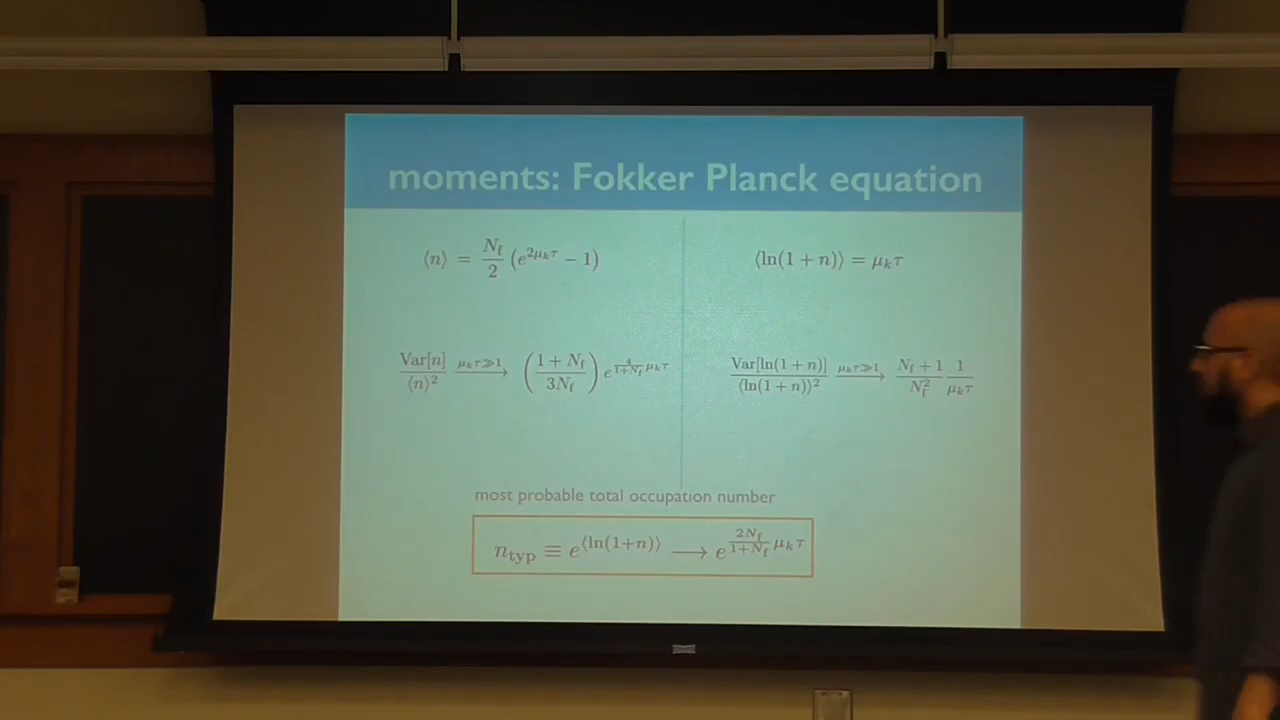 moments: Fokker Planck equation
⟨n⟩ = N_f/2 (e^{2μ_kτ} − 1)
⟨ln(1 + n)⟩ = μ_kτ
Var[n]/⟨n⟩² —μ_kτ≫1→ ((1 + N_f)/(3N_f)) e^{4/(1+N_f) μ_kτ}
Var[ln(1 + n)]/⟨ln(1 + n)⟩² —μ_kτ≫1→ (N_f + 1)/N_f² 1/(μ_kτ)
most probable total occupation number
n_typ ≡ e^{⟨ln(1+n)⟩} ⟶ e^{2N_f/(1+N_f) μ_kτ}